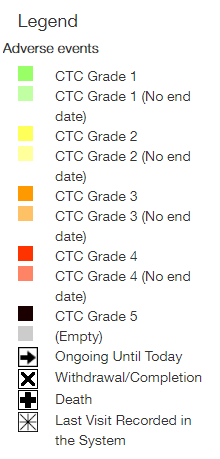 Legend
Adverse events
CTC Grade 1
CTC Grade 1 (No end
date)
CTC Grade 2
CTC Grade 2 (No end
date)
CTC Grade 3
CTC Grade 3 (No end
date)
CTC Grade 4
CTC Grade 4 (No end
date)
CTC Grade 5
(Empty)
Ongoing Until Today
Withdrawal/Completion
Death
Last Visit Recorded in
the System